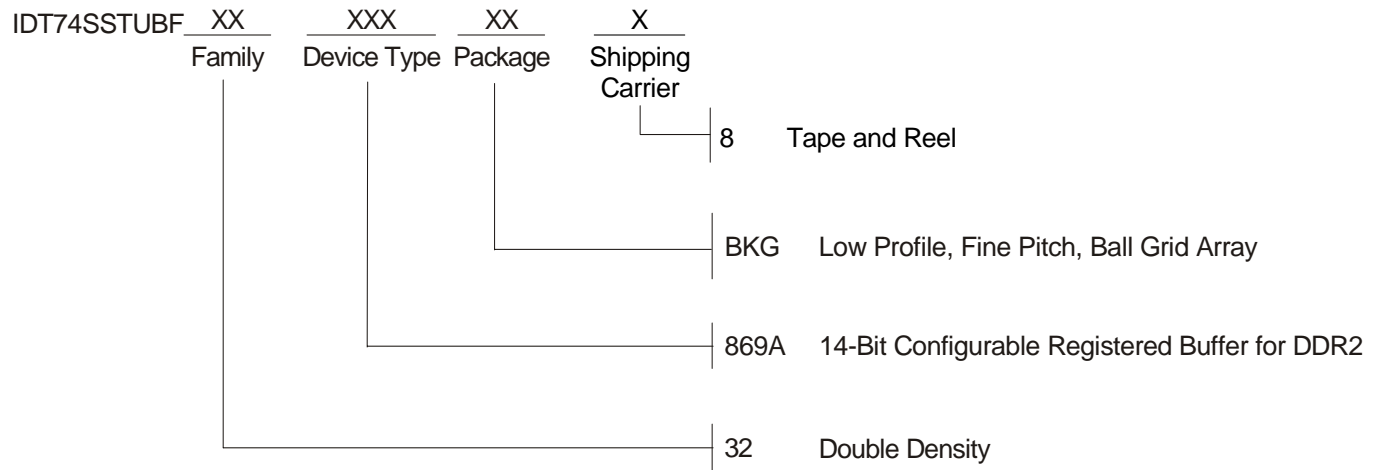 IDT74SSTUBF XX XXX XX X
Family Device Type Package Shipping
Carrier
8 Tape and Reel
BKG Low Profile, Fine Pitch, Ball Grid Array
869A 14-Bit Configurable Registered Buffer for DDR2
32 Double Density